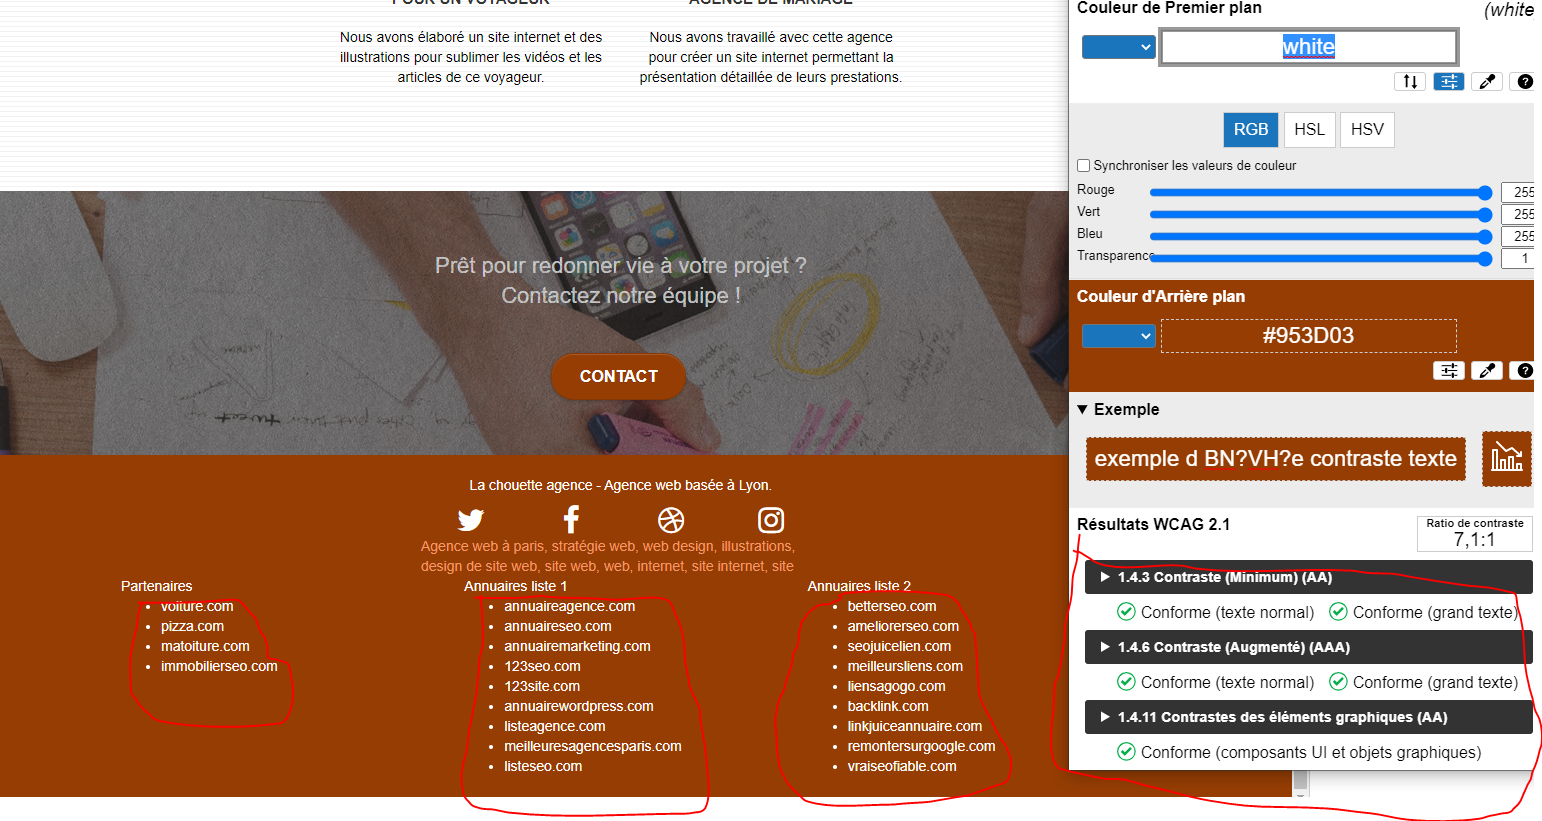 POUR UN VOYAGEUR
AGENCE DE MARIAGE
Nous avons élaboré un site internet et des
illustrations pour sublimer les vidéos et les
articles de ce voyageur.
Nous avons travaillé avec cette agence
pour créer un site internet permettant la
présentation détaillée de leurs prestations.
Prêt pour redonner vie à votre projet ?
Contactez notre équipe !
CONTACT
La chouette agence - Agence web basée à Lyon.
Agence web à paris, stratégie web, web design, illustrations,
design de site web, site web, web, internet, site internet, site
Partenaires
voiture.com
pizza.com
matoiture.com
immobilierseo.com
Annuaires liste 1
annuaireagence.com
annuaireseo.com
annuairemarketing.com
123seo.com
123site.com
annuairewordpress.com
listeagence.com
meilleuresagencesparis.com
listeseo.com
Annuaires liste 2
betterseo.com
ameliorerseo.com
seojuicelien.com
meilleursliens.com
liensagogo.com
backlink.com
linkjuiceannuaire.com
remontersurgoogle.com
vraiseofiable.com
Couleur de Premier plan
(white
white
RGB HSL HSV
Synchroniser les valeurs de couleur
Rouge 255
Vert 255
Bleu 255
Transparence 1
Couleur d'Arrière plan
#953D03
Exemple
exemple d BN?VH?e contraste texte
Résultats WCAG 2.1
Ratio de contraste
7,1:1
1.4.3 Contraste (Minimum) (AA)
Conforme (texte normal) Conforme (grand texte)
1.4.6 Contraste (Augmenté) (AAA)
Conforme (texte normal) Conforme (grand texte)
1.4.11 Contrastes des éléments graphiques (AA)
Conforme (composants UI et objets graphiques)